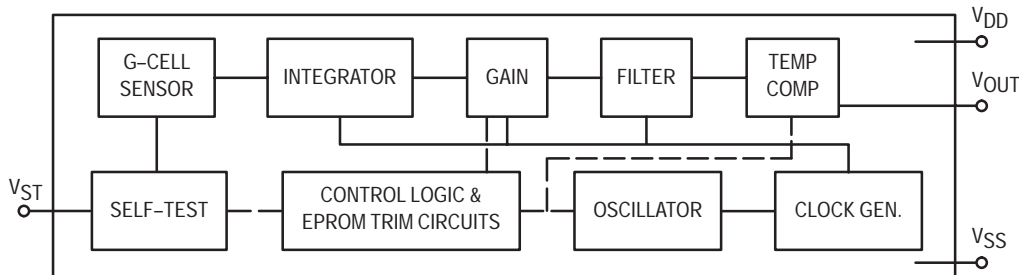 G–CELL
SENSOR
INTEGRATOR
GAIN
FILTER
TEMP
COMP
VDD
VOUT
VST
SELF–TEST
CONTROL LOGIC &
EPROM TRIM CIRCUITS
OSCILLATOR
CLOCK GEN.
VSS